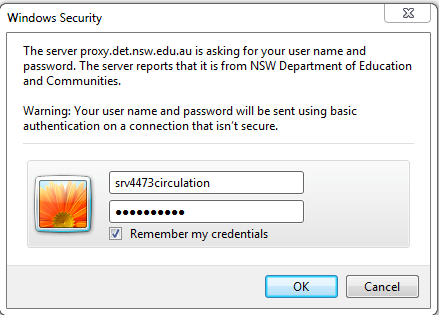 Windows Security
The server proxy.det.nsw.edu.au is asking for your user name and
password. The server reports that it is from NSW Department of Education
and Communities.
Warning: Your user name and password will be sent using basic
authentication on a connection that isn't secure.
srv4473circulation
●●●●●●●●●●
Remember my credentials
OK
Cancel